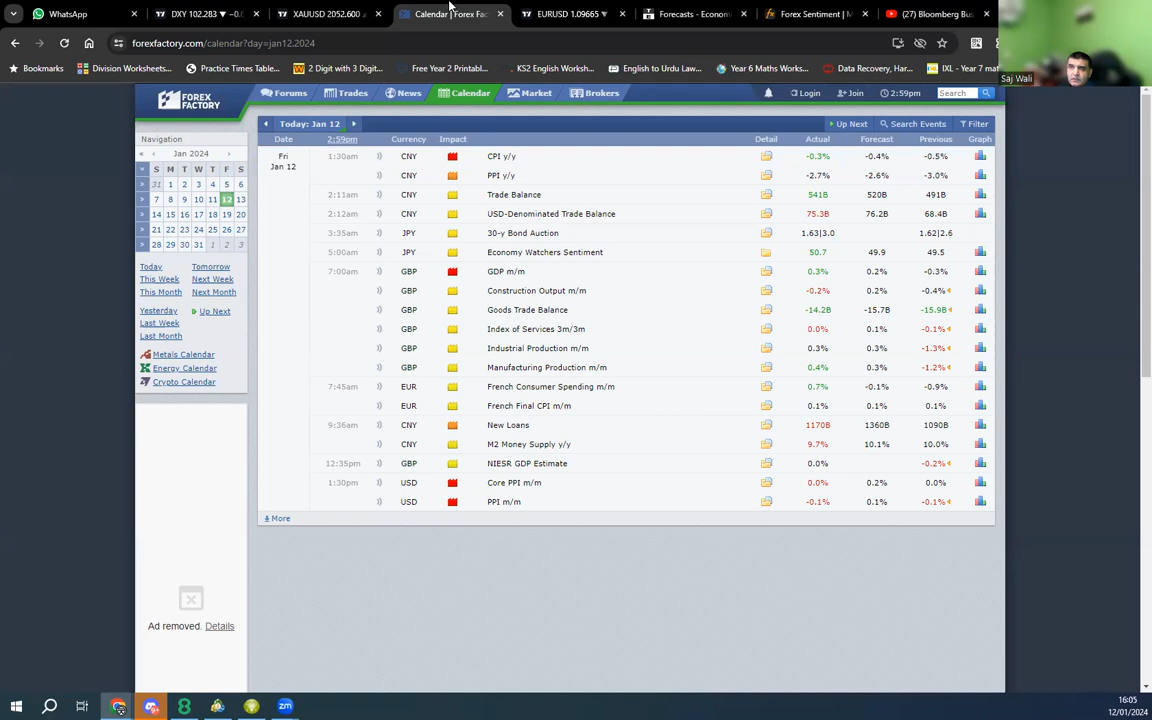 WhatsApp
DXY 102.283 ▼ −0.
XAUUSD 2052.600
Calendar | Forex Fac
EURUSD 1.09665 ▼
Forecasts - Econom
Forex Sentiment | M
(27) Bloomberg Bus
forexfactory.com/calendar?day=jan12.2024
Bookmarks
Division Worksheets...
Practice Times Table...
2 Digit with 3 Digit...
Free Year 2 Printabl...
KS2 English Worksh...
English to Urdu Law...
Year 6 Maths Works...
Data Recovery, Har...
IXL - Year 7 mat
Saj Wali
FOREX FACTORY
Forums Trades News Calendar Market Brokers
Login Join 2:59pm Search
Navigation
Jan 2024
S M T W T F S
31 1 2 3 4 5 6
7 8 9 10 11 12 13
14 15 16 17 18 19 20
21 22 23 24 25 26 27
28 29 30 31 1 2 3
Today Tomorrow
This Week Next Week
This Month Next Month
Yesterday Up Next
Last Week
Last Month
Metals Calendar
Energy Calendar
Crypto Calendar
Ad removed. Details
Today: Jan 12 Up Next Search Events Filter
Date 2:59pm Currency Impact Detail Actual Forecast Previous Graph
Fri 1:30am CNY CPI y/y -0.3% -0.4% -0.5%
Jan 12
CNY PPI y/y -2.7% -2.6% -3.0%
2:11am CNY Trade Balance 541B 520B 491B
2:12am CNY USD-Denominated Trade Balance 75.3B 76.2B 68.4B
3:35am JPY 30-y Bond Auction 1.63|3.0 1.62|2.6
5:00am JPY Economy Watchers Sentiment 50.7 49.9 49.5
7:00am GBP GDP m/m 0.3% 0.2% -0.3%
GBP Construction Output m/m -0.2% 0.2% -0.4%
GBP Goods Trade Balance -14.2B -15.7B -15.9B
GBP Index of Services 3m/3m 0.0% 0.1% -0.1%
GBP Industrial Production m/m 0.3% 0.3% -1.3%
GBP Manufacturing Production m/m 0.4% 0.3% -1.2%
7:45am EUR French Consumer Spending m/m 0.7% -0.1% -0.9%
EUR French Final CPI m/m 0.1% 0.1% 0.1%
9:36am CNY New Loans 1170B 1360B 1090B
CNY M2 Money Supply y/y 9.7% 10.1% 10.0%
12:35pm GBP NIESR GDP Estimate 0.0% -0.2%
1:30pm USD Core PPI m/m 0.0% 0.2% 0.0%
USD PPI m/m -0.1% 0.1% -0.1%
More
16:05
12/01/2024